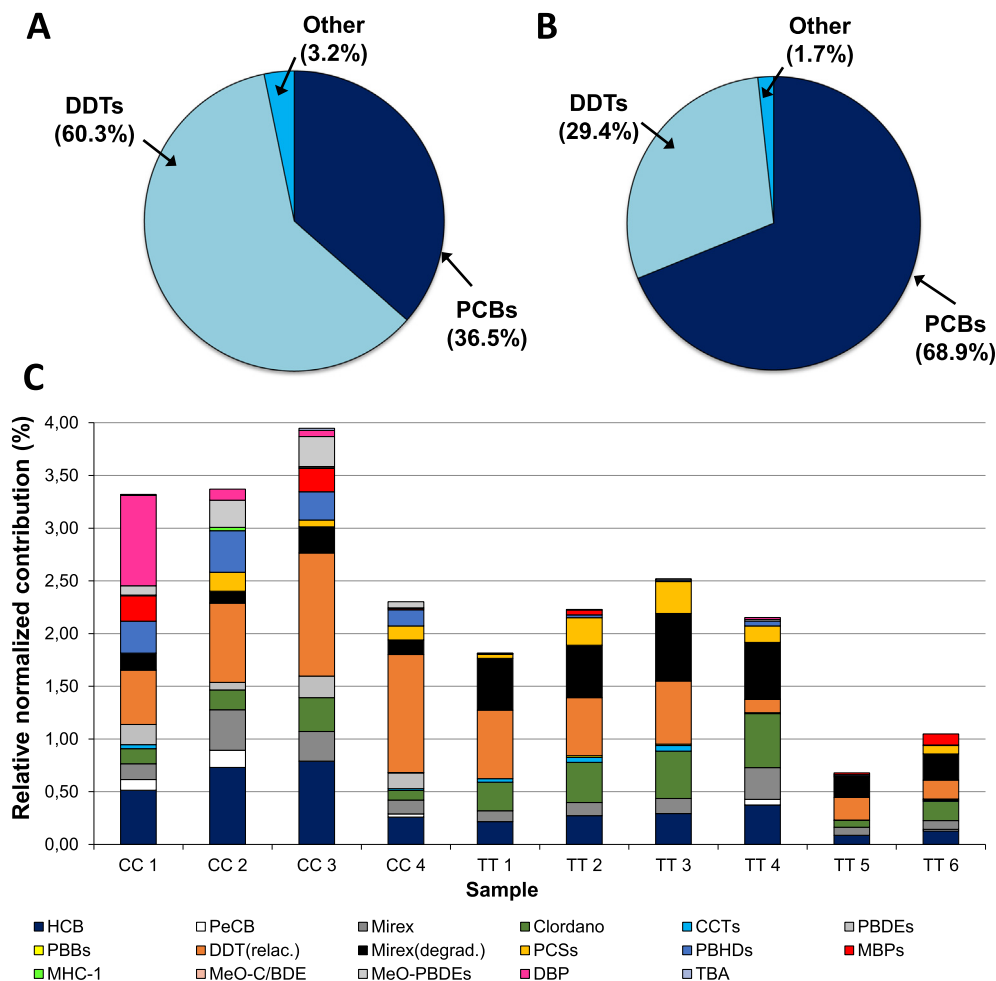 A
Other
(3.2%)
DDTs
(60.3%)
PCBs
(36.5%)
B
Other
(1.7%)
DDTs
(29.4%)
PCBs
(68.9%)
C
Relative normalized contribution (%)
4,00
3,50
3,00
2,50
2,00
1,50
1,00
0,50
0,00
CC 1 CC 2 CC 3 CC 4 TT 1 TT 2 TT 3 TT 4 TT 5 TT 6
Sample
HCB PeCB Mirex Clordano CCTs PBDEs
PBBs DDT(relac.) Mirex(degrad.) PCSs PBHDs MBPs
MHC-1 MeO-C/BDE MeO-PBDEs DBP TBA